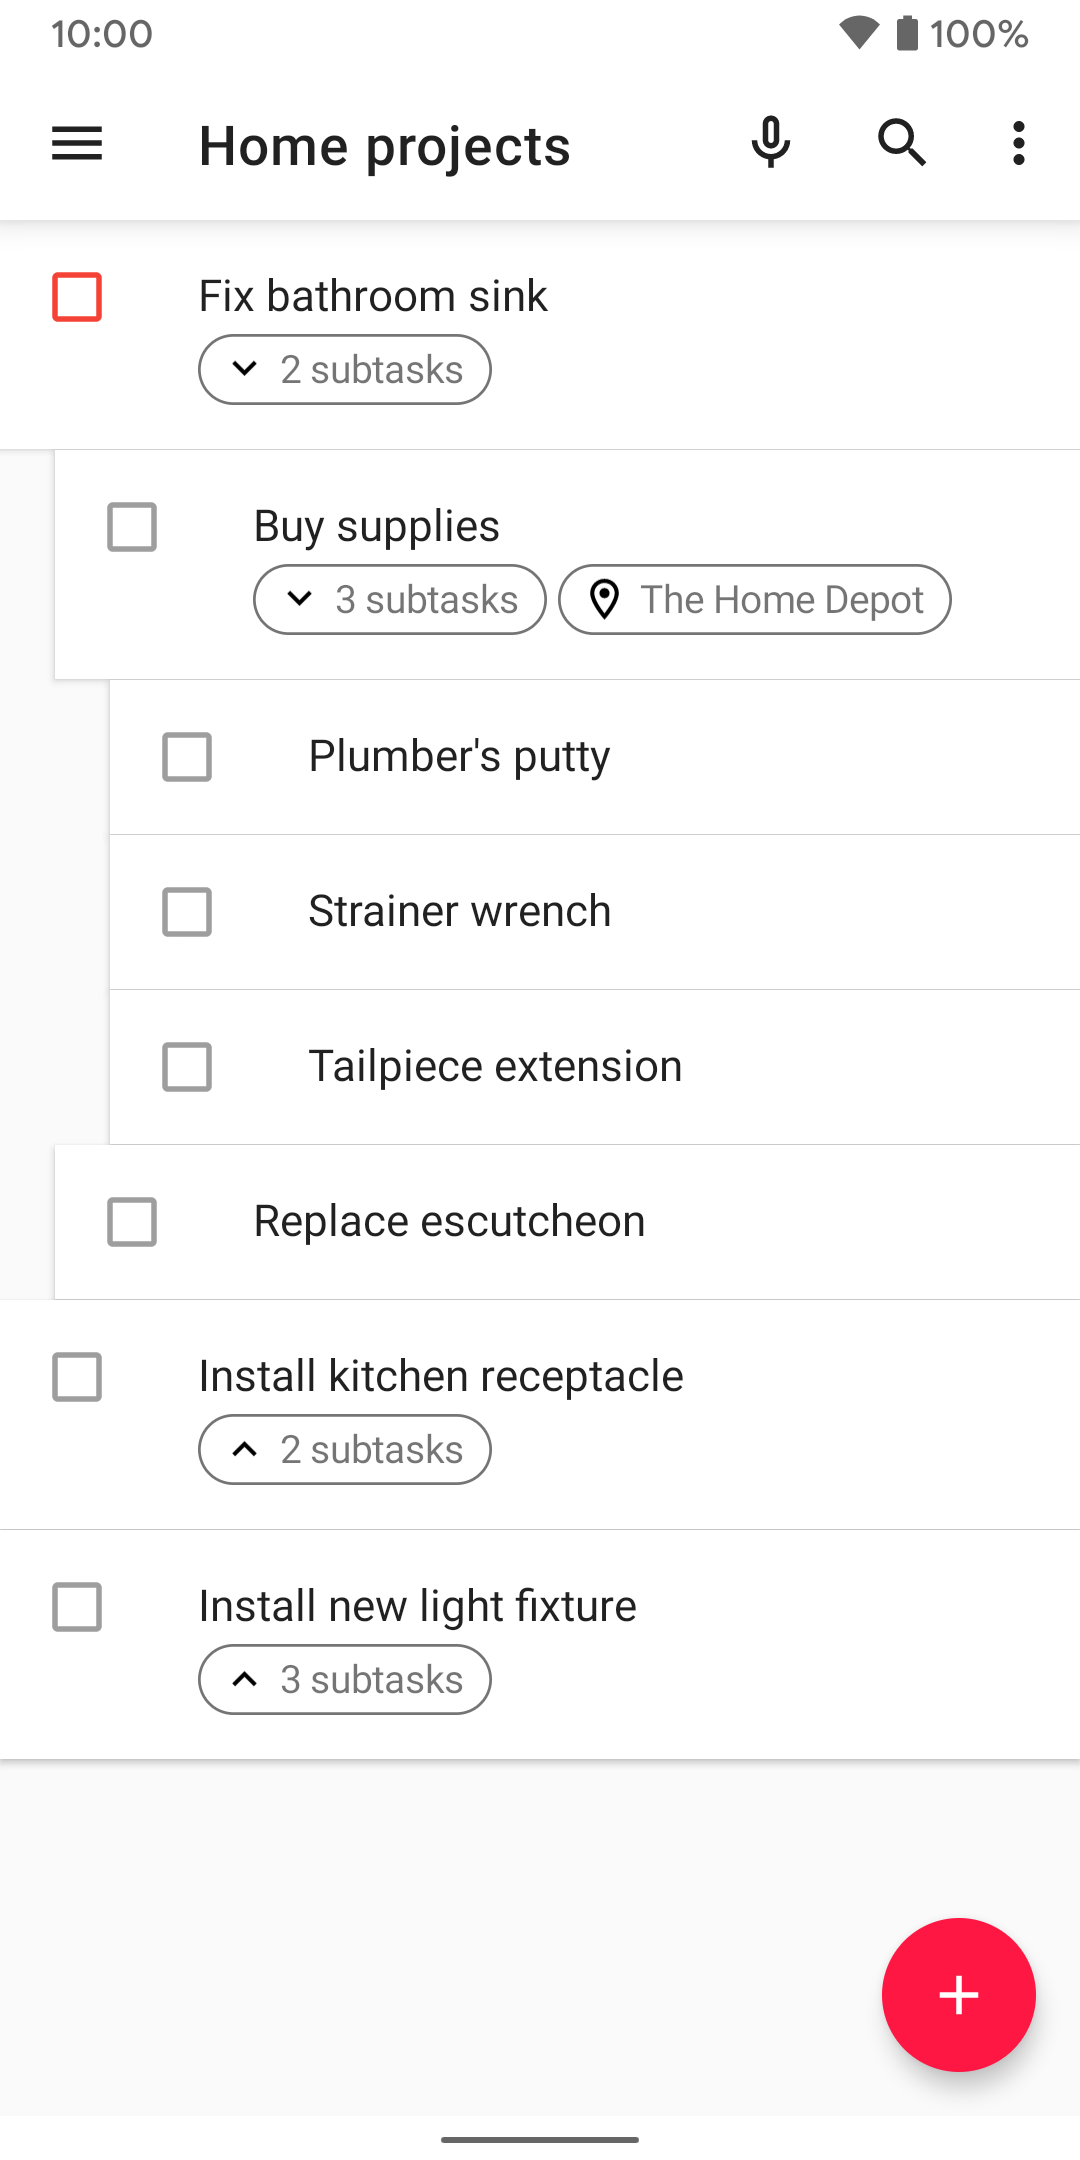 10:00 100%
Home projects
Fix bathroom sink
2 subtasks
Buy supplies
3 subtasks The Home Depot
Plumber's putty
Strainer wrench
Tailpiece extension
Replace escutcheon
Install kitchen receptacle
2 subtasks
Install new light fixture
3 subtasks